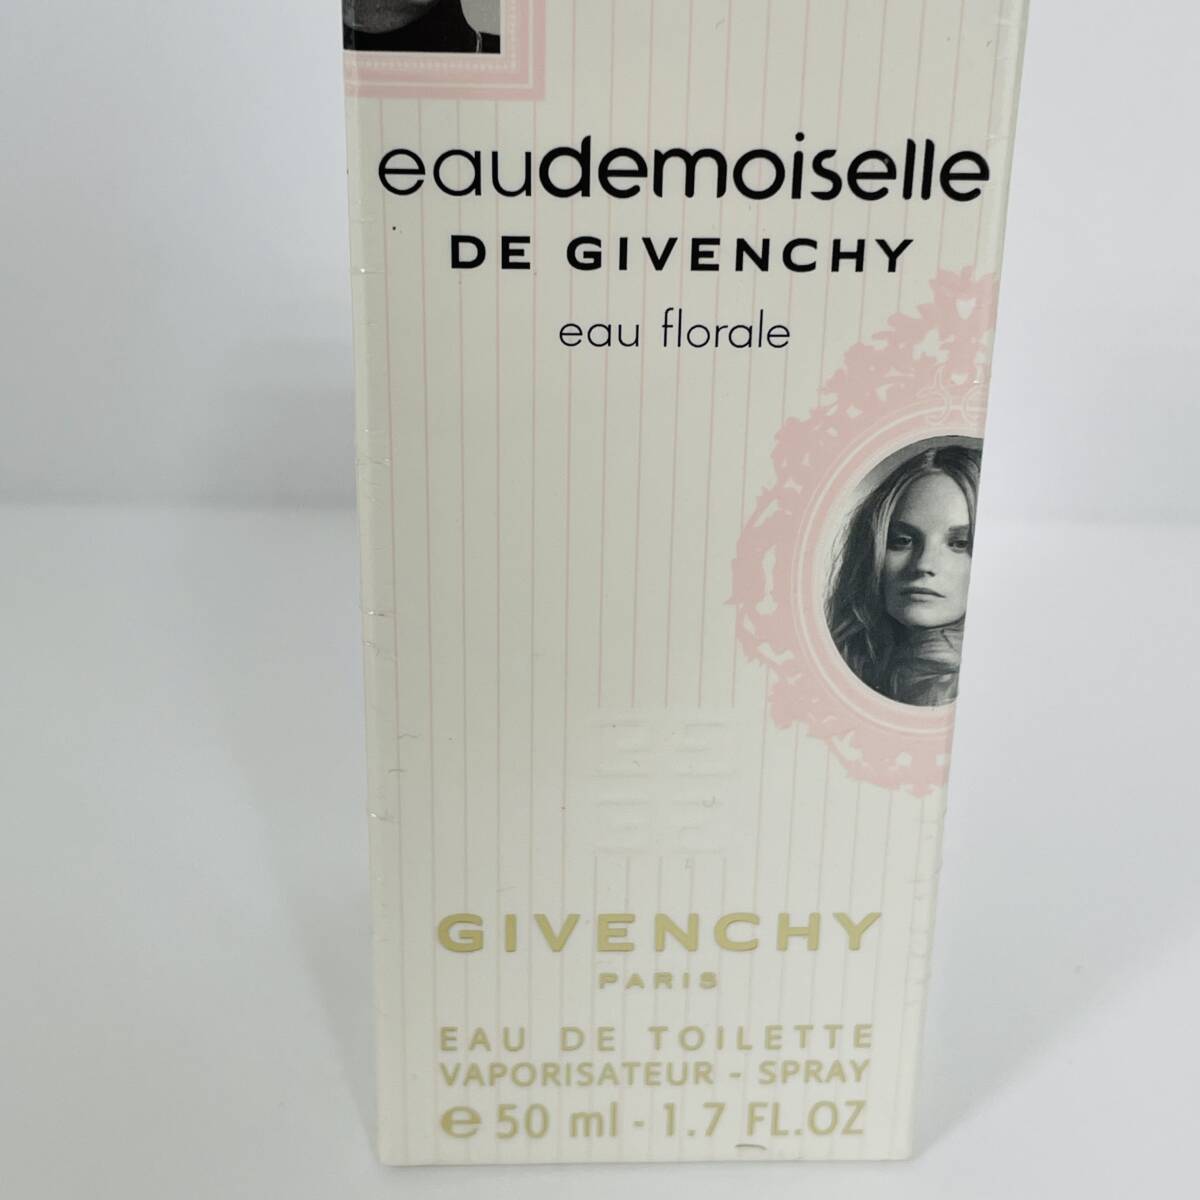 eaudemoiselle
DE GIVENCHY
eau florale
GIVENCHY
PARIS
EAU DE TOILETTE
VAPORISATEUR - SPRAY
℮ 50 ml - 1.7 FL.OZ